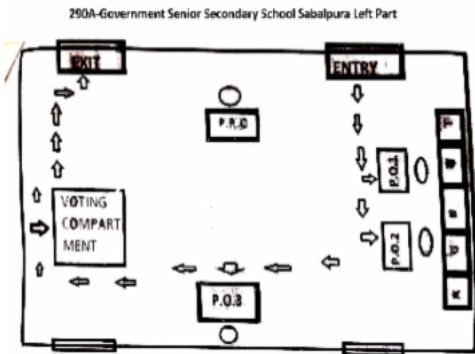 290A-Government Senior Secondary School Sabalpura Left Part
EXIT
ENTRY
P.R.O
P.O.1
VOTING
COMPART
MENT
P.O.2
P.O.3